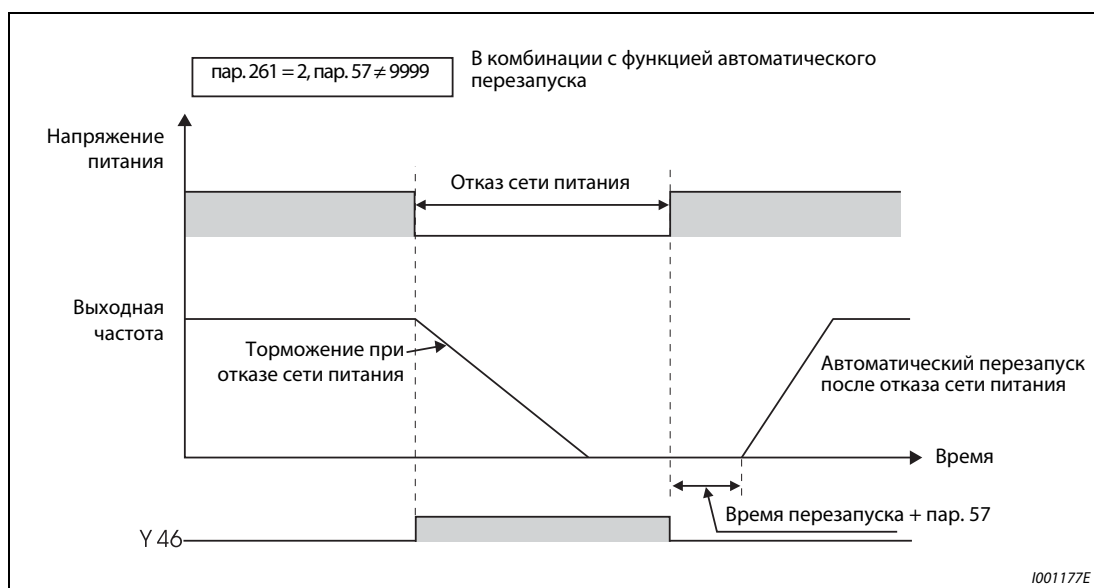 пар. 261 = 2, пар. 57 ≠ 9999
В комбинации с функцией автоматического
перезапуска
Напряжение
питания
Отказ сети питания
Выходная
частота
Торможение при
отказе сети питания
Автоматический перезапуск
после отказа сети питания
Время
Время перезапуска + пар. 57
Y 46
I001177E